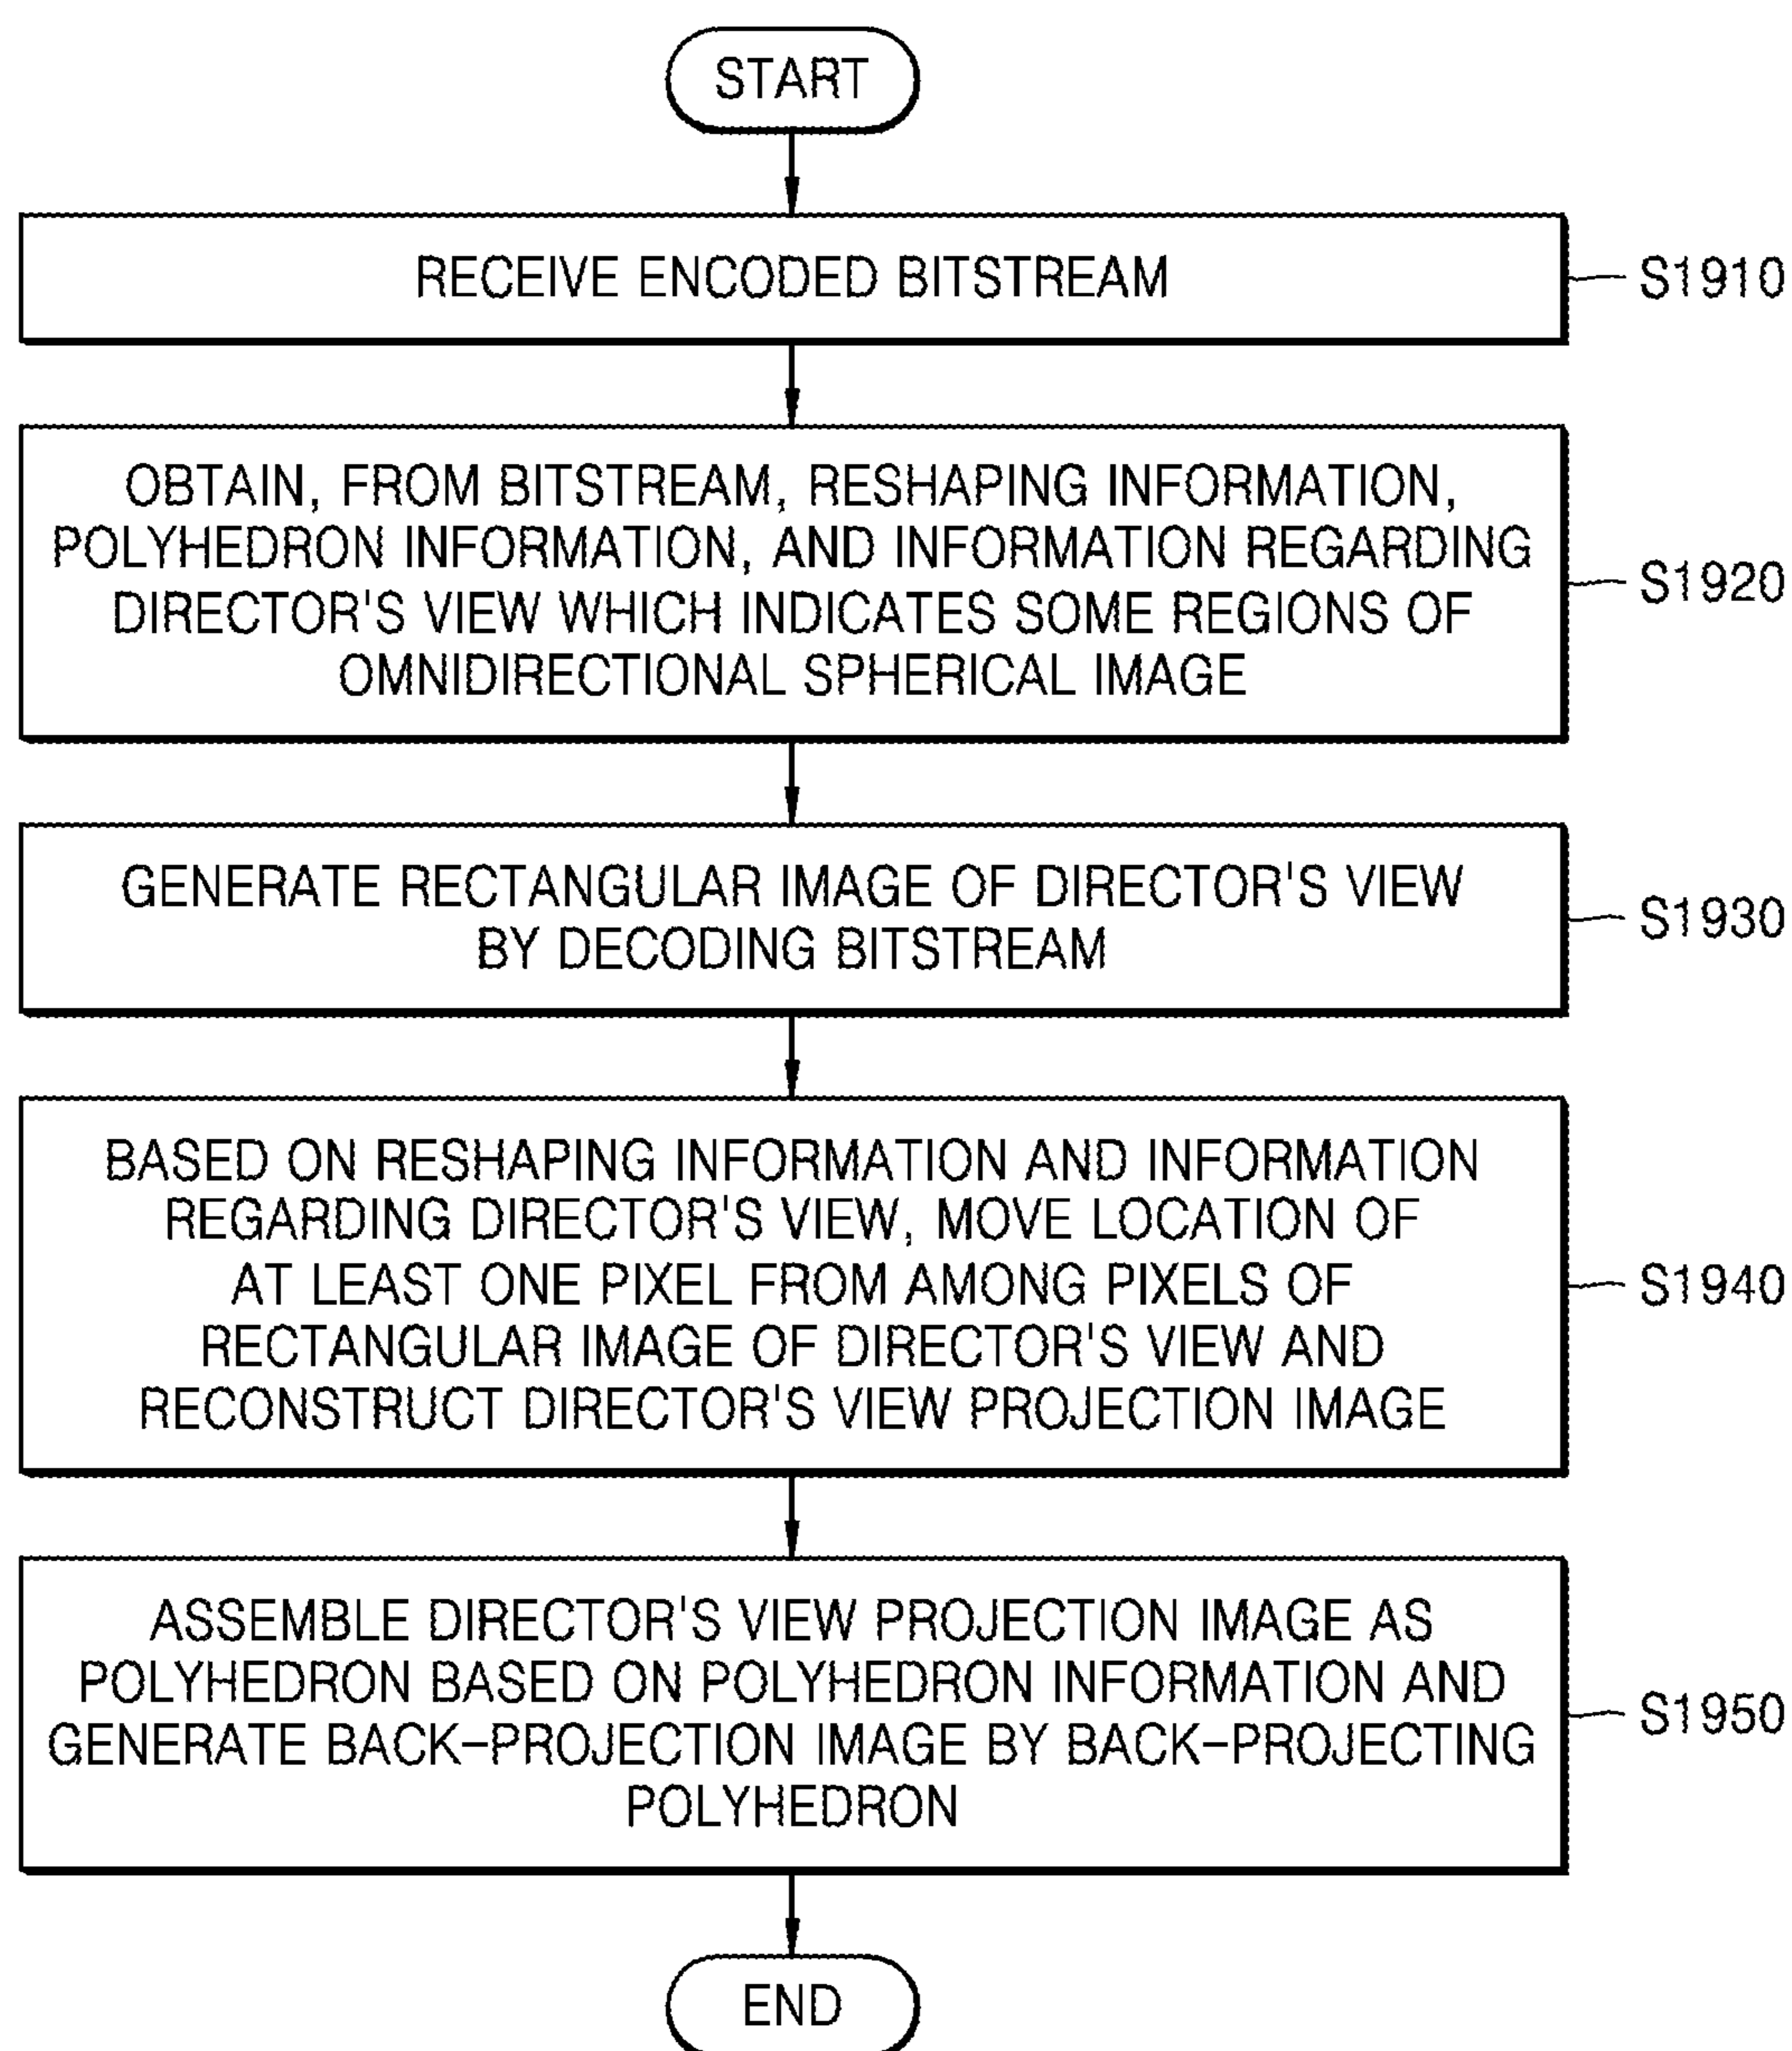 START
RECEIVE ENCODED BITSTREAM
S1910
OBTAIN, FROM BITSTREAM, RESHAPING INFORMATION,
POLYHEDRON INFORMATION, AND INFORMATION REGARDING
DIRECTOR'S VIEW WHICH INDICATES SOME REGIONS OF
OMNIDIRECTIONAL SPHERICAL IMAGE
S1920
GENERATE RECTANGULAR IMAGE OF DIRECTOR'S VIEW
BY DECODING BITSTREAM
S1930
BASED ON RESHAPING INFORMATION AND INFORMATION
REGARDING DIRECTOR'S VIEW, MOVE LOCATION OF
AT LEAST ONE PIXEL FROM AMONG PIXELS OF
RECTANGULAR IMAGE OF DIRECTOR'S VIEW AND
RECONSTRUCT DIRECTOR'S VIEW PROJECTION IMAGE
S1940
ASSEMBLE DIRECTOR'S VIEW PROJECTION IMAGE AS
POLYHEDRON BASED ON POLYHEDRON INFORMATION AND
GENERATE BACK-PROJECTION IMAGE BY BACK-PROJECTING
POLYHEDRON
S1950
END